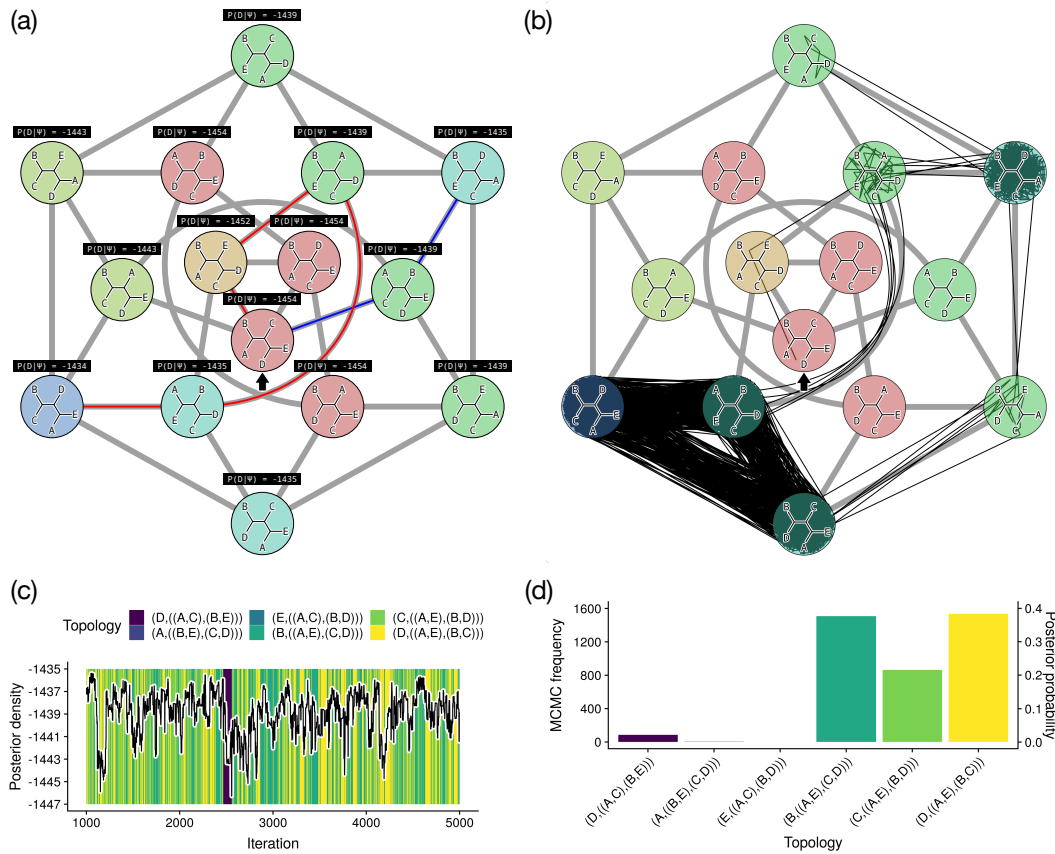 (a)
P(D|Ψ) = -1439
B C
E D
A
P(D|Ψ) = -1443
P(D|Ψ) = -1454
P(D|Ψ) = -1439
P(D|Ψ) = -1435
B E
C A
D
A B
D E
C
B A
E D
C
B D
E A
C
P(D|Ψ) = -1452
P(D|Ψ) = -1454
P(D|Ψ) = -1443
P(D|Ψ) = -1439
B E
A D
C
B D
A E
C
B A
C E
D
A B
C E
D
P(D|Ψ) = -1454
B C
A E
D
P(D|Ψ) = -1434
P(D|Ψ) = -1435
P(D|Ψ) = -1454
P(D|Ψ) = -1439
B D
C E
A
A B
E D
C
B A
D E
C
B E
D A
C
P(D|Ψ) = -1435
B C
D E
A
(b)
B C
E D
A
B E
C A
D
A B
D E
C
B A
E D
C
B D
E A
C
B E
A D
C
B D
A E
C
B A
C E
D
A B
C E
D
B C
A E
D
B D
C E
A
A B
E D
C
B A
D E
C
B E
D A
C
B C
D E
A
(c)
Topology
(D,((A,C),(B,E)))
(E,((A,C),(B,D)))
(C,((A,E),(B,D)))
(A,((B,E),(C,D)))
(B,((A,E),(C,D)))
(D,((A,E),(B,C)))
Posterior density
-1435
-1437
-1439
-1441
-1443
-1445
-1447
1000 2000 3000 4000 5000
Iteration
(d)
MCMC frequency
1600
1200
800
400
0
0.4
0.3
0.2
0.1
0.0
Posterior probability
(D,((A,C),(B,E)))
(A,((B,E),(C,D)))
(E,((A,C),(B,D)))
(B,((A,E),(C,D)))
(C,((A,E),(B,D)))
(D,((A,E),(B,C)))
Topology